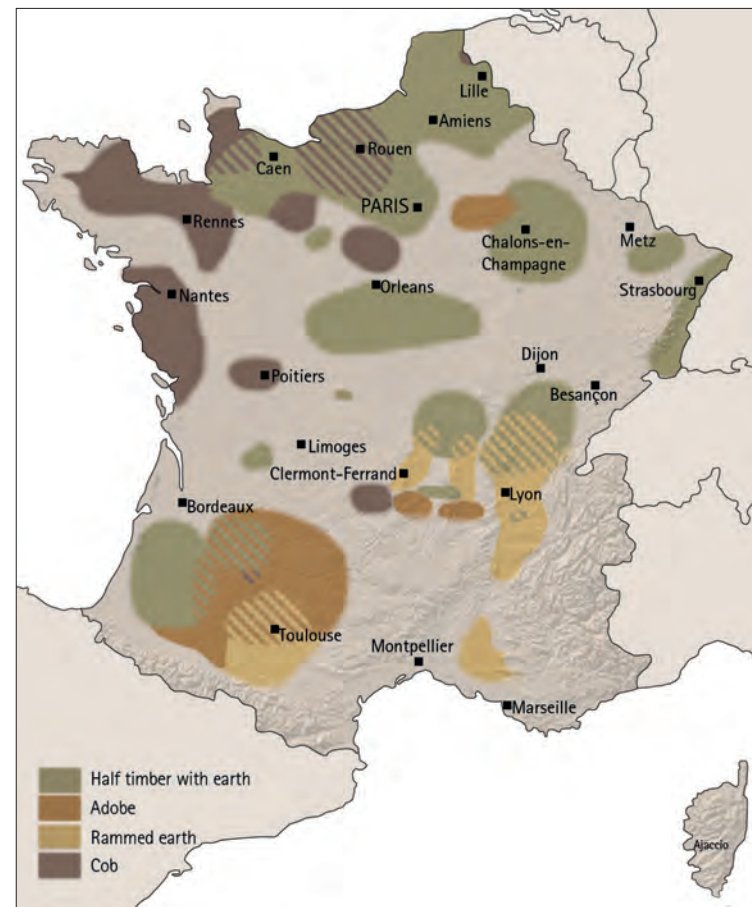 Lille
Amiens
Rouen
Caen
PARIS
Rennes
Chalons-en-
Champagne
Metz
Strasbourg
Nantes
Orleans
Dijon
Besançon
Poitiers
Limoges
Clermont-Ferrand
Lyon
Bordeaux
Toulouse
Montpellier
Marseille
Half timber with earth
Adobe
Rammed earth
Cob
Ajaccio